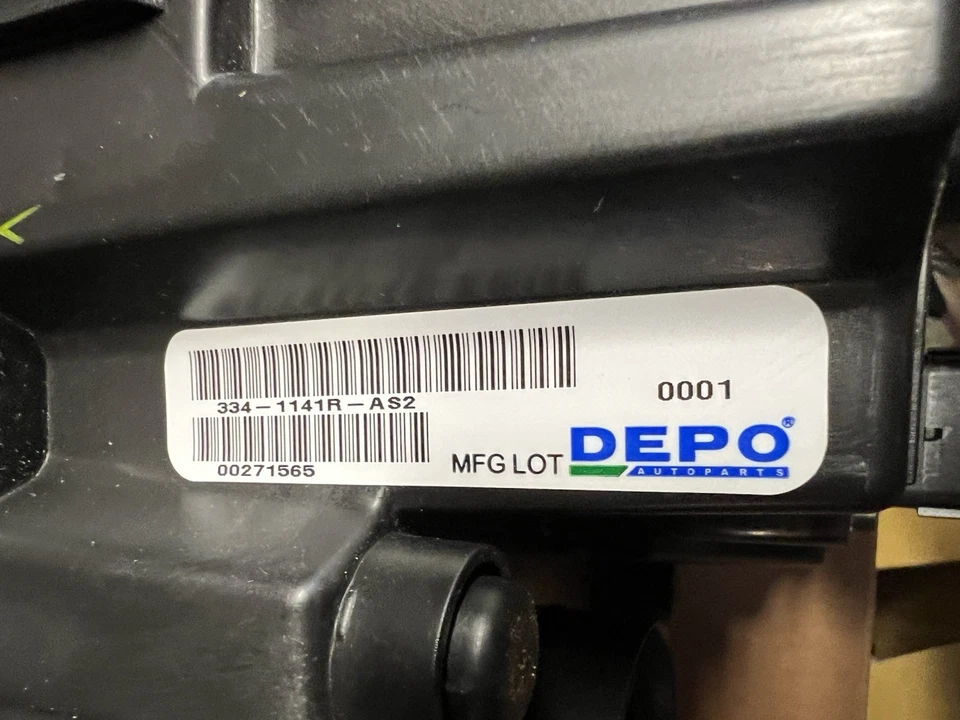 334-1141R-AS2
0001
00271565
MFG LOT DEPO®
AUTOPARTS